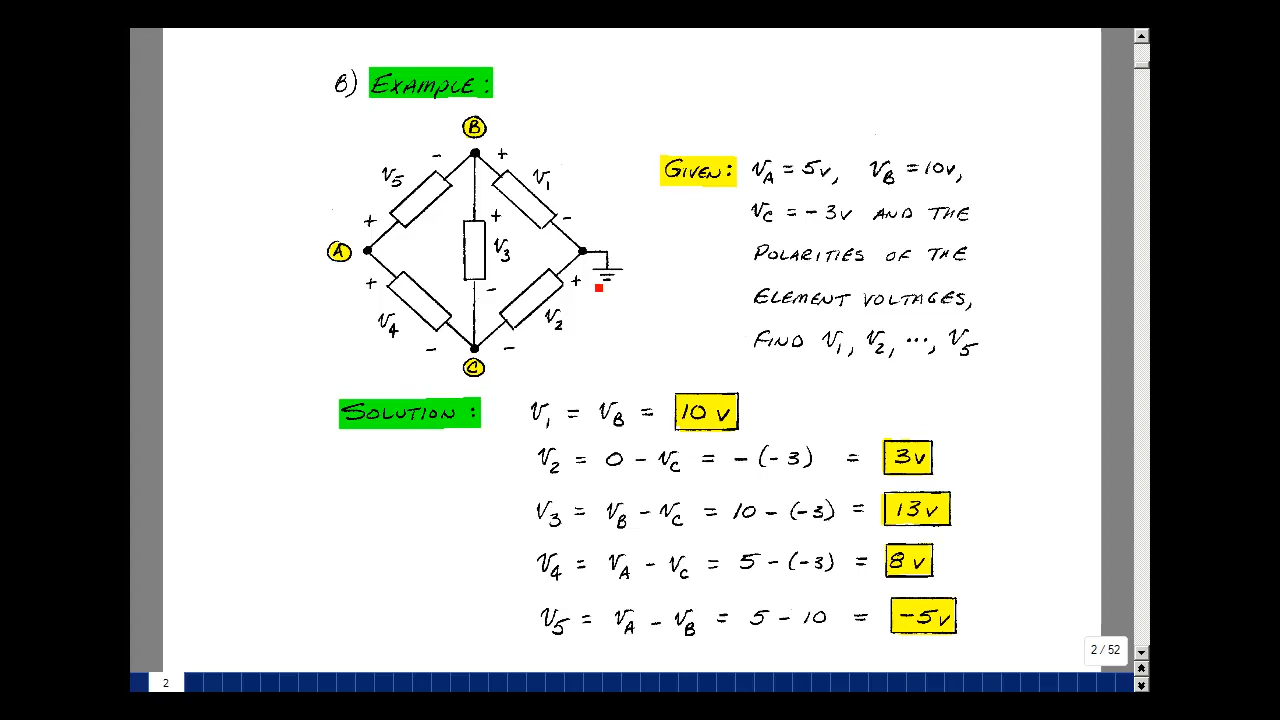 B) EXAMPLE:
B
- +
V5 V1
+ + -
A V3
+ - +
V4 V2
- -
C
GIVEN: VA = 5V, VB = 10V,
VC = -3V AND THE
POLARITIES OF THE
ELEMENT VOLTAGES,
FIND V1, V2, ..., V5
SOLUTION: V1 = VB = 10 V
V2 = 0 - VC = -(-3) = 3V
V3 = VB - VC = 10 - (-3) = 13V
V4 = VA - VC = 5 - (-3) = 8 V
V5 = VA - VB = 5 - 10 = -5V
2 / 52
2